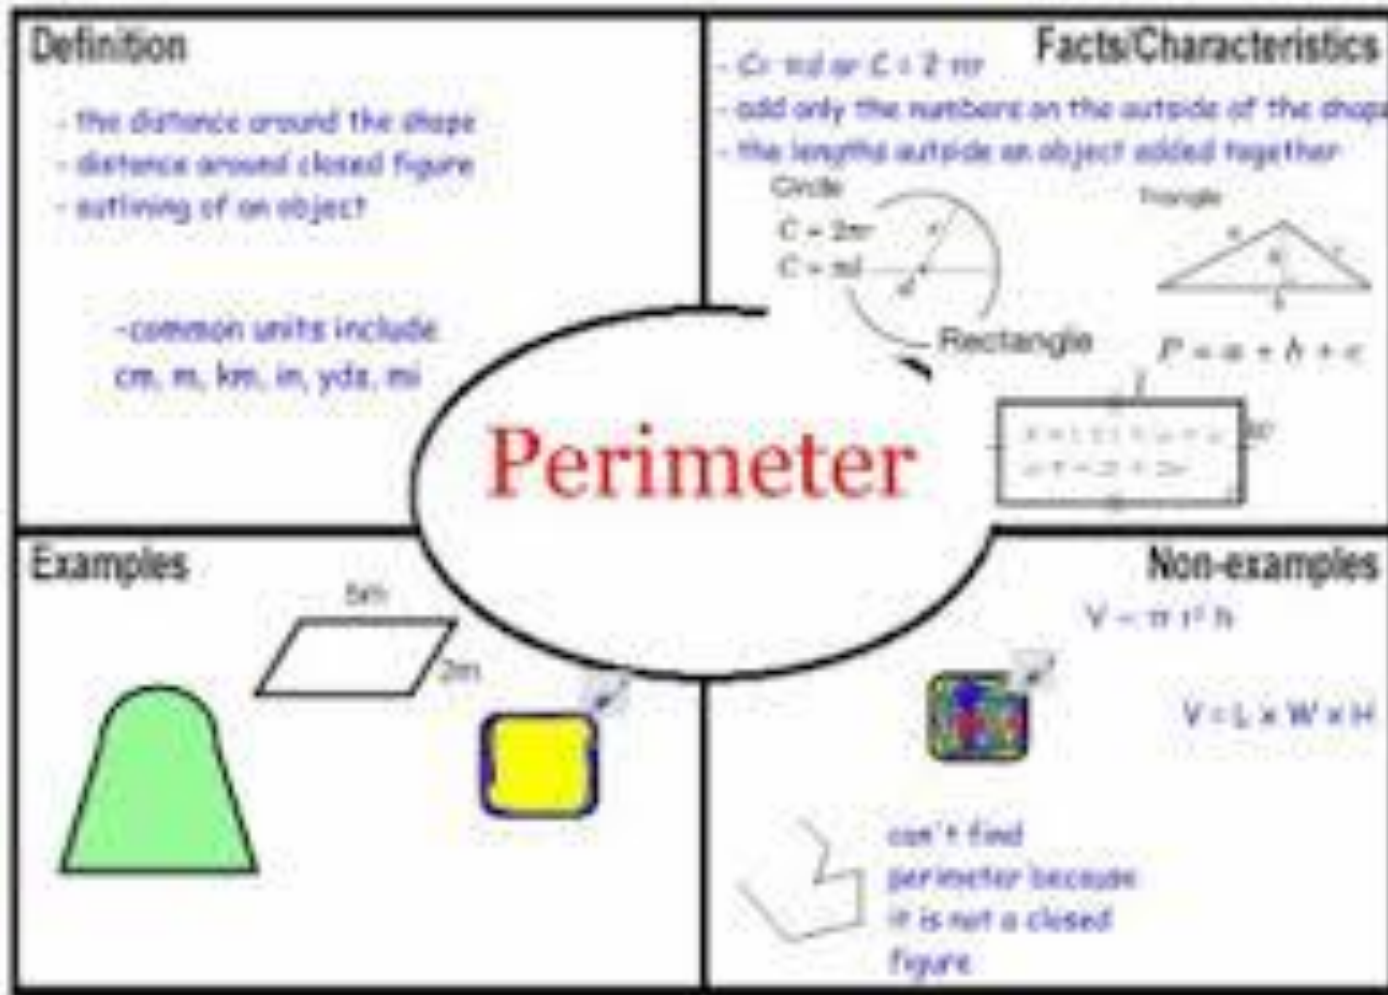 Definition
- the distance around the shape
- distance around closed figure
- outlining of an object
-common units include
cm, m, km, in, yds, mi
Facts/Characteristics
- C= πd or C = 2 πr
- add only the numbers on the outside of the shape
- the lengths outside an object added together
Circle
C = 2πr
C = πd
r
d
Triangle
a
h
c
b
P = a + b + c
Rectangle
l
w
Perimeter
Examples
5m
2m
Non-examples
V = π r² h
V = L x W x H
can't find
perimeter because
it is not a closed
figure